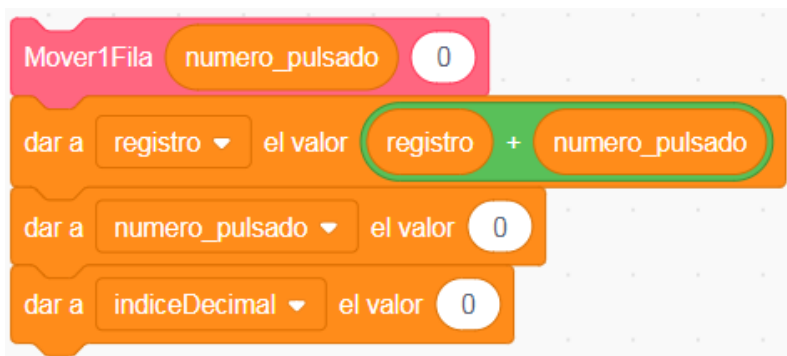 Mover1Fila numero_pulsado 0
dar a registro el valor registro + numero_pulsado
dar a numero_pulsado el valor 0
dar a indiceDecimal el valor 0